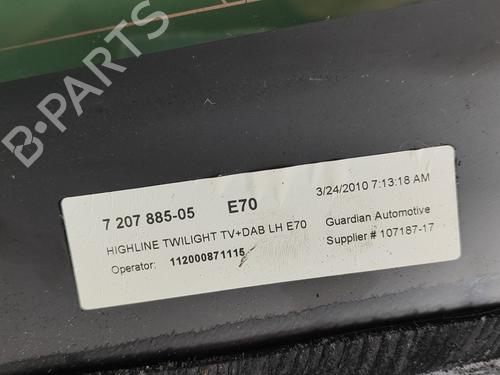 B-PARTS
7 207 885-05 E70 3/24/2010 7:13:18 AM
HIGHLINE TWILIGHT TV+DAB LH E70 Guardian Automotive
Operator: 112000871115 Supplier # 107187-17